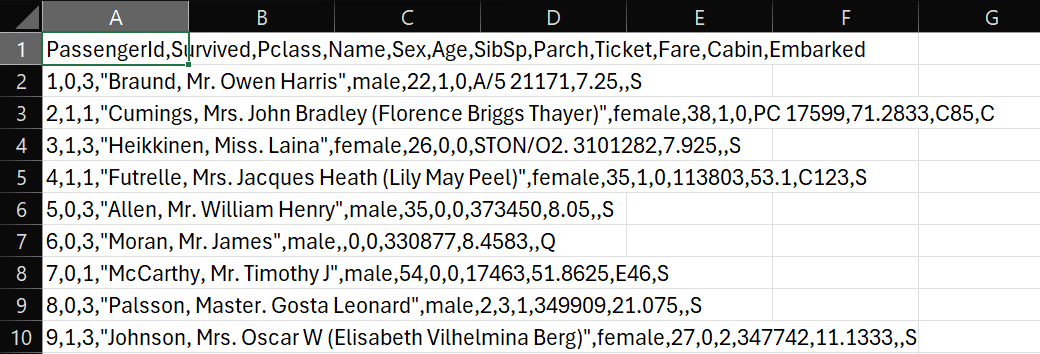 A B C D E F G
1 PassengerId,Survived,Pclass,Name,Sex,Age,SibSp,Parch,Ticket,Fare,Cabin,Embarked
2 1,0,3,"Braund, Mr. Owen Harris",male,22,1,0,A/5 21171,7.25,,S
3 2,1,1,"Cumings, Mrs. John Bradley (Florence Briggs Thayer)",female,38,1,0,PC 17599,71.2833,C85,C
4 3,1,3,"Heikkinen, Miss. Laina",female,26,0,0,STON/O2. 3101282,7.925,,S
5 4,1,1,"Futrelle, Mrs. Jacques Heath (Lily May Peel)",female,35,1,0,113803,53.1,C123,S
6 5,0,3,"Allen, Mr. William Henry",male,35,0,0,373450,8.05,,S
7 6,0,3,"Moran, Mr. James",male,,0,0,330877,8.4583,,Q
8 7,0,1,"McCarthy, Mr. Timothy J",male,54,0,0,17463,51.8625,E46,S
9 8,0,3,"Palsson, Master. Gosta Leonard",male,2,3,1,349909,21.075,,S
10 9,1,3,"Johnson, Mrs. Oscar W (Elisabeth Vilhelmina Berg)",female,27,0,2,347742,11.1333,,S